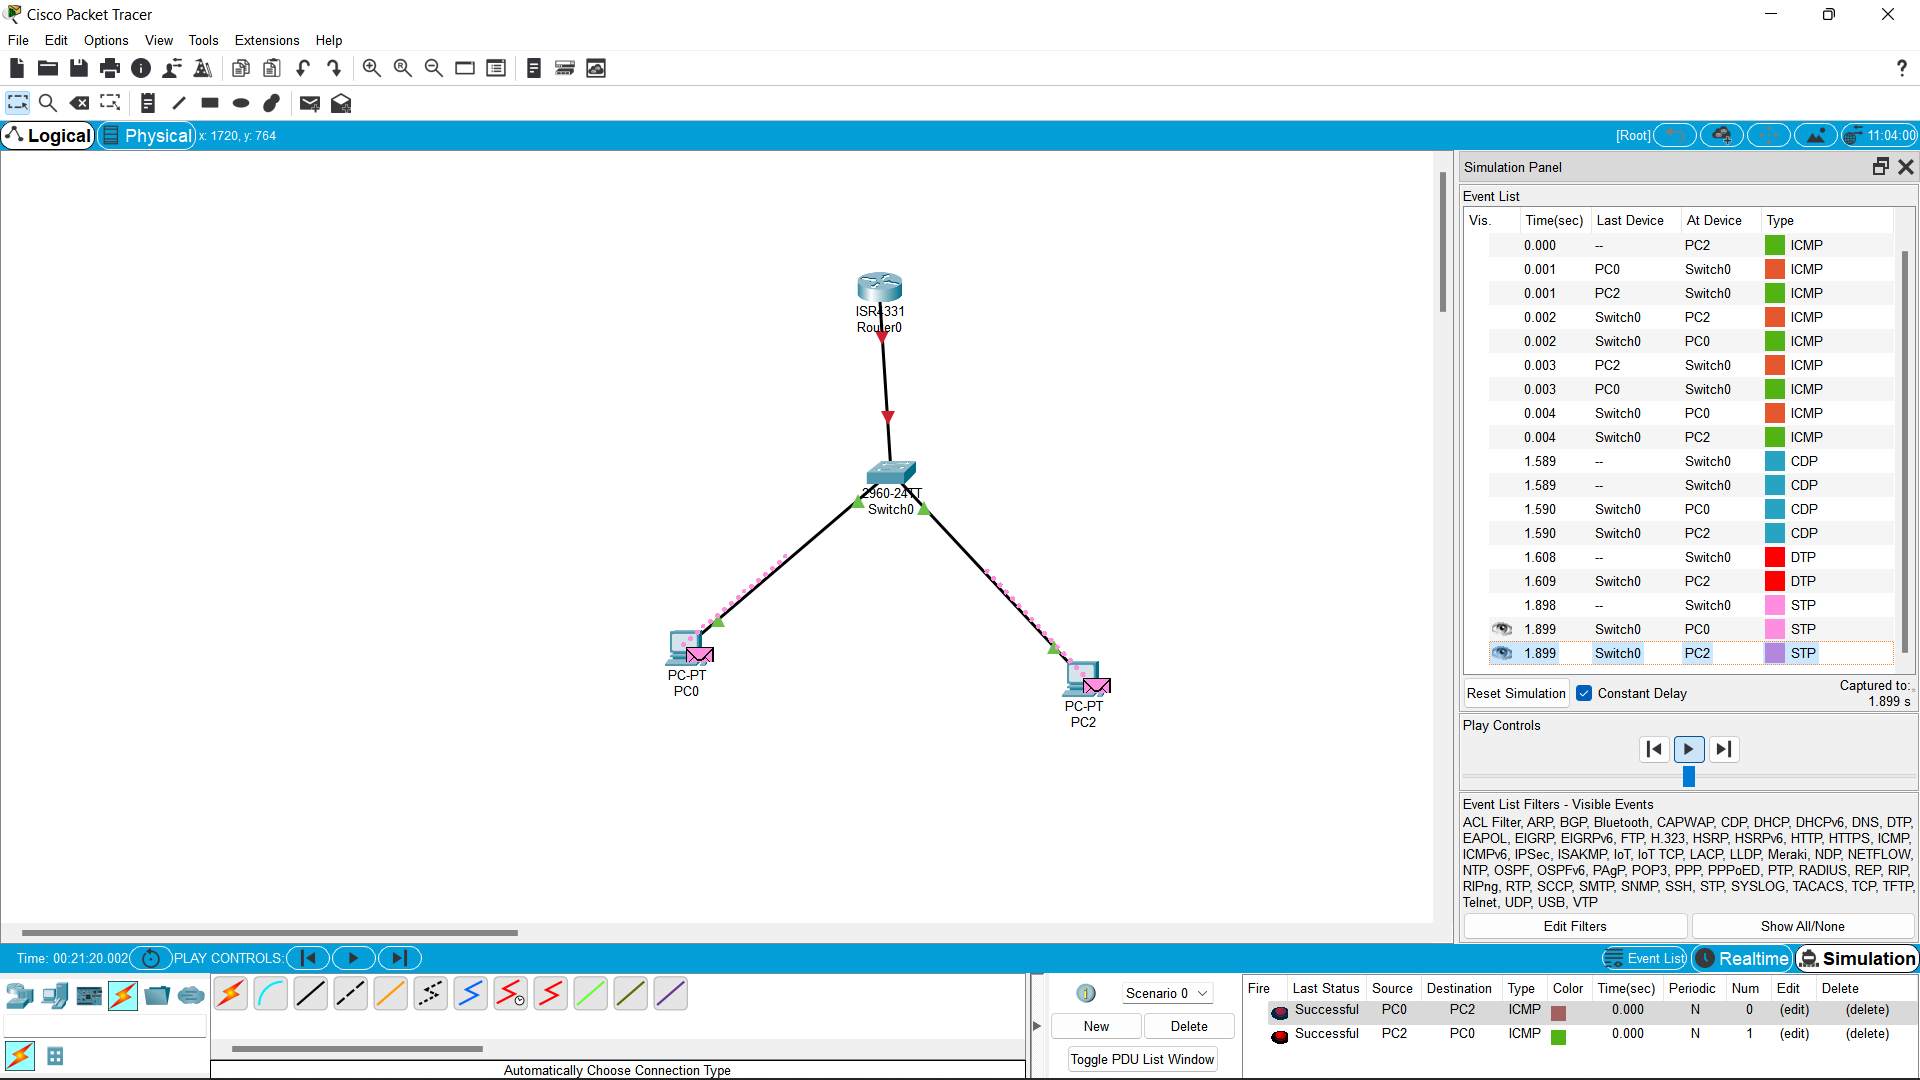 Cisco Packet Tracer
File Edit Options View Tools Extensions Help
Logical Physical x: 1720, y: 764 [Root] 11:04:00
ISR4331
Router0
2960-24TT
Switch0
PC-PT
PC0
PC-PT
PC2
Simulation Panel
Event List
Vis. Time(sec) Last Device At Device Type
0.000 -- PC2 ICMP
0.001 PC0 Switch0 ICMP
0.001 PC2 Switch0 ICMP
0.002 Switch0 PC2 ICMP
0.002 Switch0 PC0 ICMP
0.003 PC2 Switch0 ICMP
0.003 PC0 Switch0 ICMP
0.004 Switch0 PC0 ICMP
0.004 Switch0 PC2 ICMP
1.589 -- Switch0 CDP
1.589 -- Switch0 CDP
1.590 Switch0 PC0 CDP
1.590 Switch0 PC2 CDP
1.608 -- Switch0 DTP
1.609 Switch0 PC2 DTP
1.898 -- Switch0 STP
1.899 Switch0 PC0 STP
1.899 Switch0 PC2 STP
Reset Simulation Constant Delay Captured to:
1.899 s
Play Controls
Event List Filters - Visible Events
ACL Filter, ARP, BGP, Bluetooth, CAPWAP, CDP, DHCP, DHCPv6, DNS, DTP,
EAPOL, EIGRP, EIGRPv6, FTP, H.323, HSRP, HSRPv6, HTTP, HTTPS, ICMP,
ICMPv6, IPSec, ISAKMP, IoT, IoT TCP, LACP, LLDP, Meraki, NDP, NETFLOW,
NTP, OSPF, OSPFv6, PAgP, POP3, PPP, PPPoED, PTP, RADIUS, REP, RIP,
RIPng, RTP, SCCP, SMTP, SNMP, SSH, STP, SYSLOG, TACACS, TCP, TFTP,
Telnet, UDP, USB, VTP
Edit Filters Show All/None
Time: 00:21:20.002 PLAY CONTROLS: Event List Realtime Simulation
Automatically Choose Connection Type
Scenario 0
New Delete
Toggle PDU List Window
Fire Last Status Source Destination Type Color Time(sec) Periodic Num Edit Delete
Successful PC0 PC2 ICMP 0.000 N 0 (edit) (delete)
Successful PC2 PC0 ICMP 0.000 N 1 (edit) (delete)